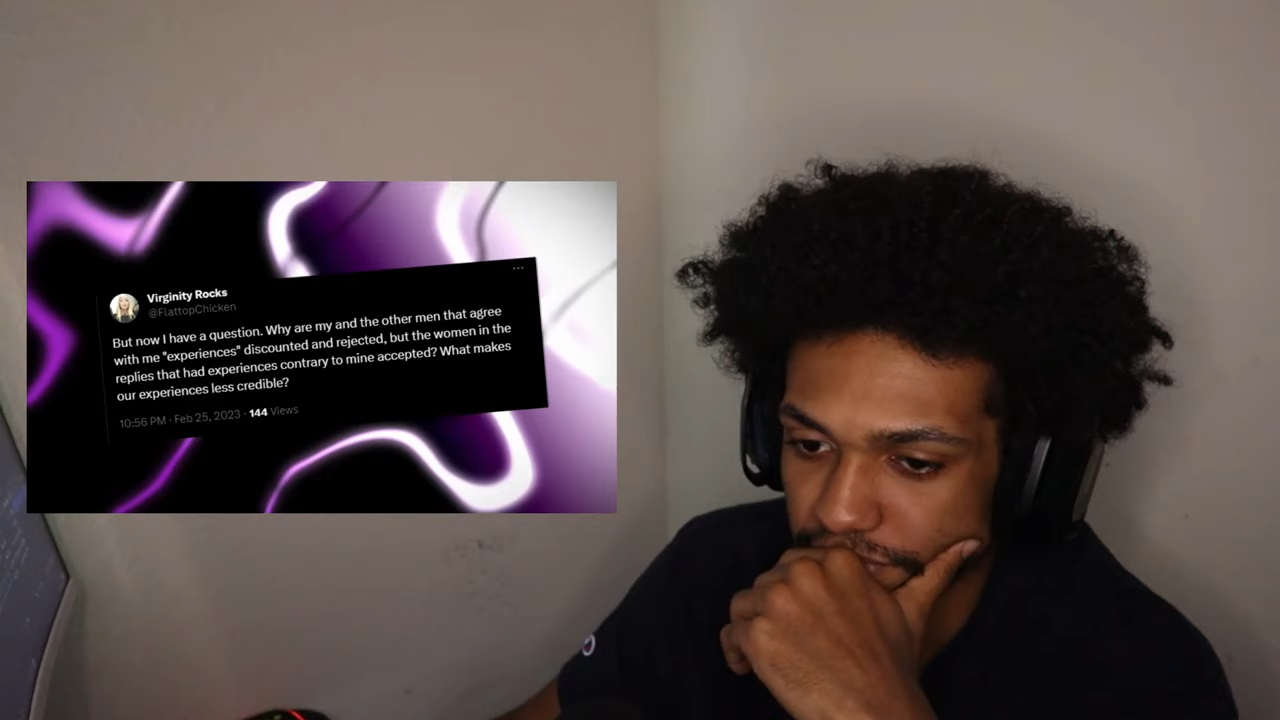 Virginity Rocks
@FlattopChicken
But now I have a question. Why are my and the other men that agree
with me "experiences" discounted and rejected, but the women in the
replies that had experiences contrary to mine accepted? What makes
our experiences less credible?
10:56 PM · Feb 25, 2023 · 144 Views